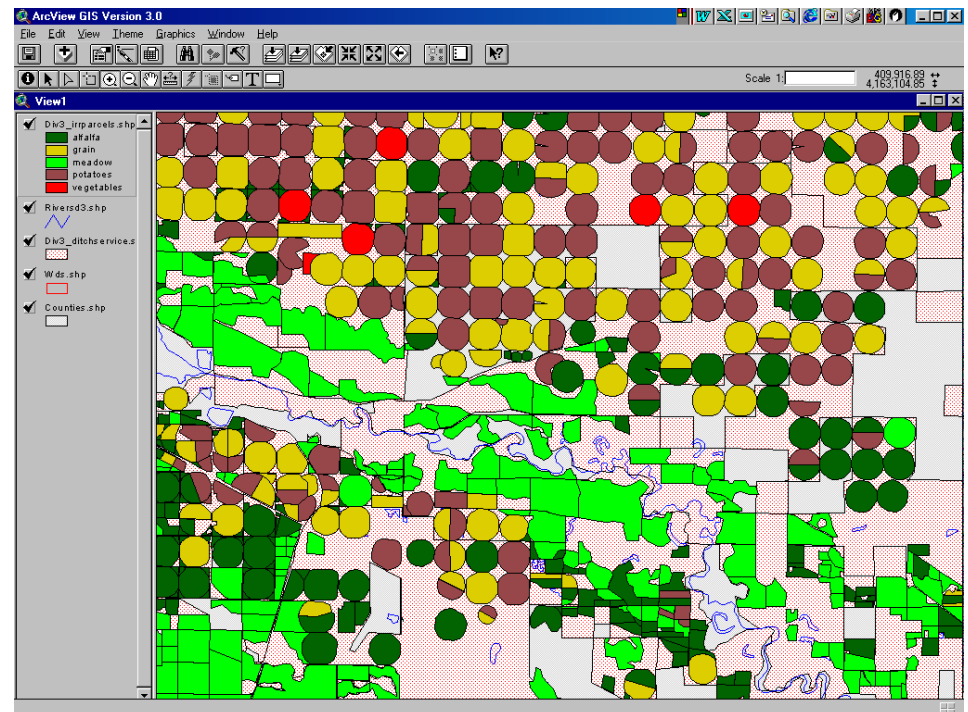 ArcView GIS Version 3.0
File Edit View Theme Graphics Window Help
Scale 1: 409,916.89
4,163,104.85
View1
Div3_irrparcels.shp
alfalfa
grain
meadow
potatoes
vegetables
Riversd3.shp
Div3_ditchservice.s
Wds.shp
Counties.shp